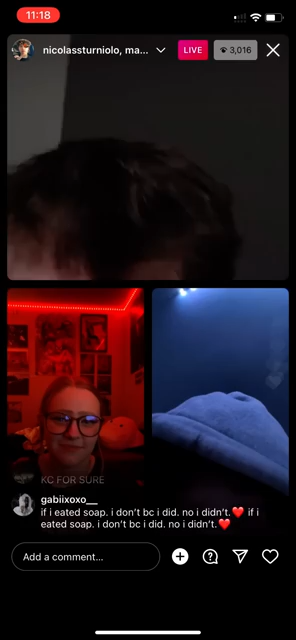 11:18
nicolassturniolo, ma...
LIVE
3,016
KC FOR SURE
gabiixoxo__
if i eated soap. i don't bc i did. no i didn't.❤️ if i
eated soap. i don't bc i did. no i didn't.❤️
Add a comment...